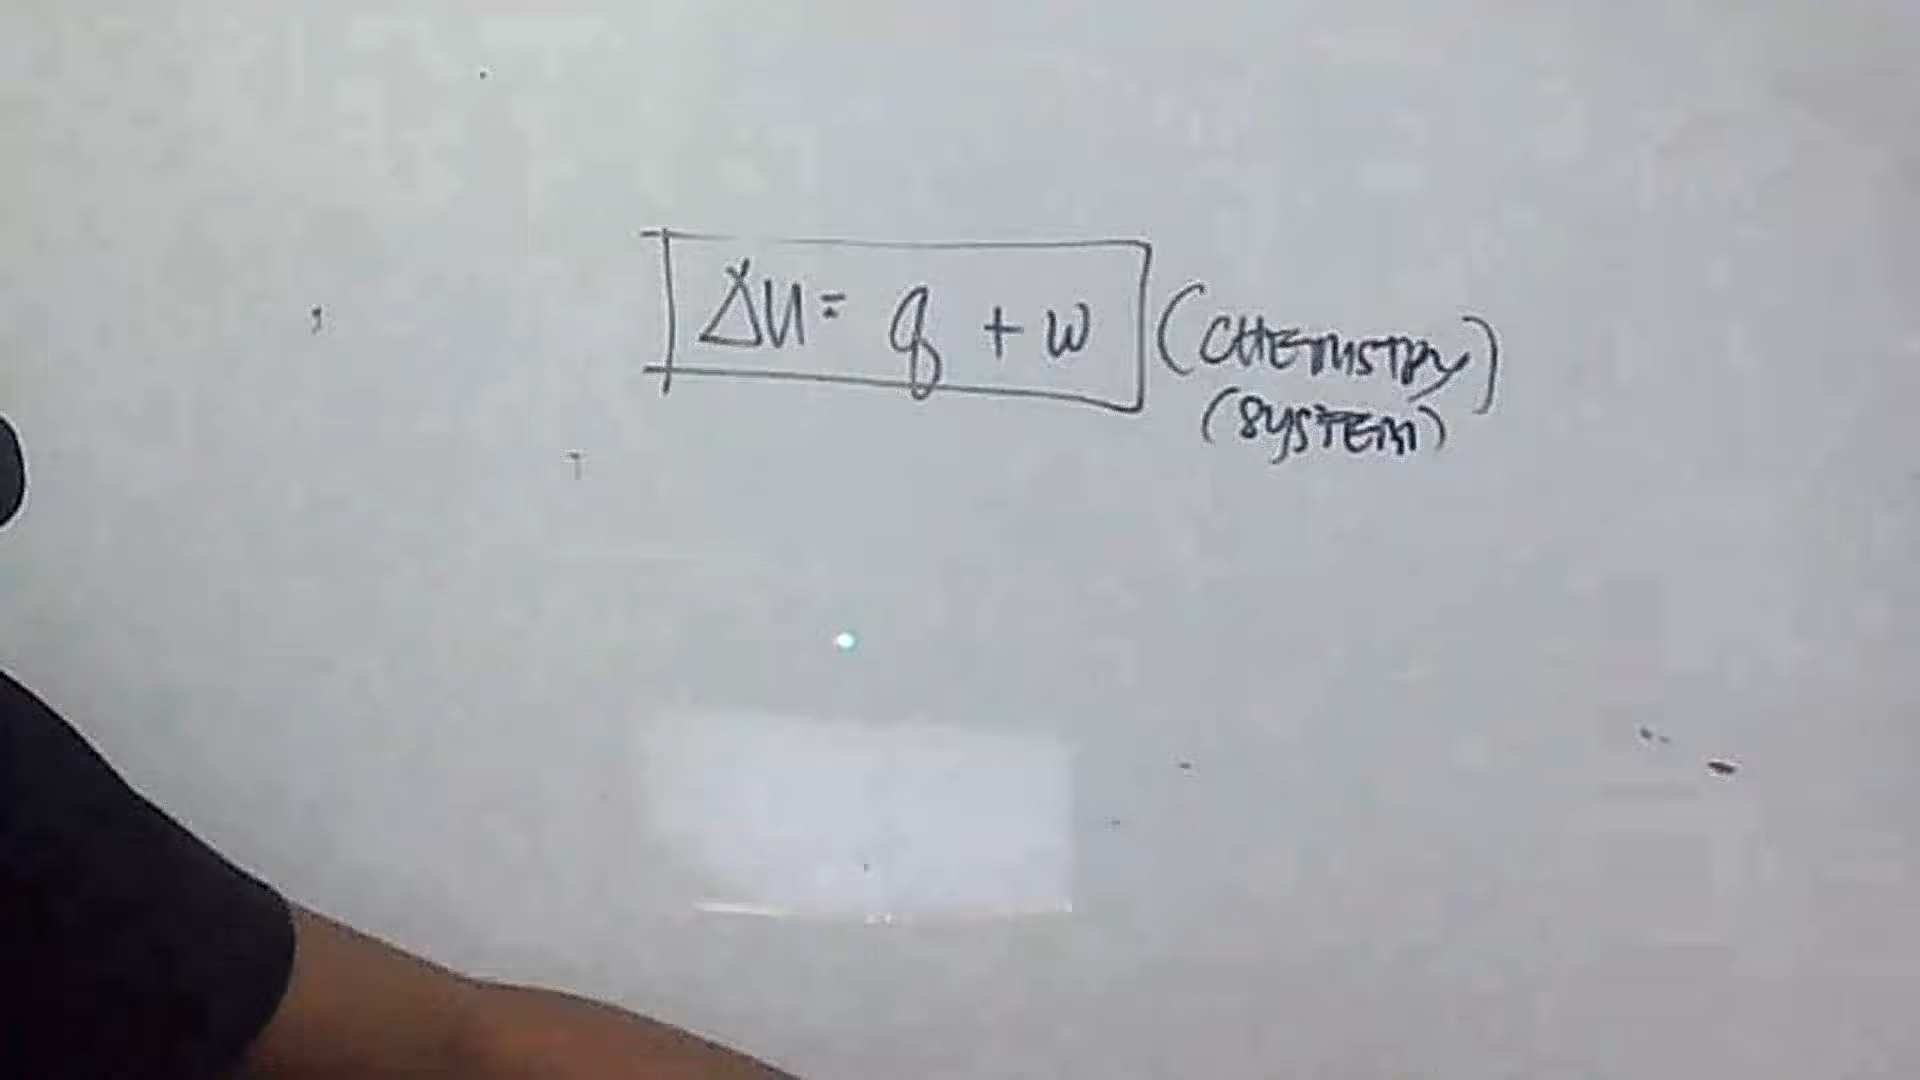 ΔU = q + w (CHEMISTRY)
(SYSTEM)